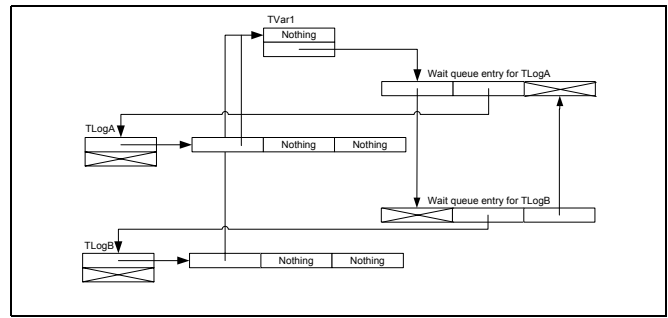 TVar1
Nothing
Wait queue entry for TLogA
TLogA
Nothing Nothing
Wait queue entry for TLogB
TLogB
Nothing Nothing